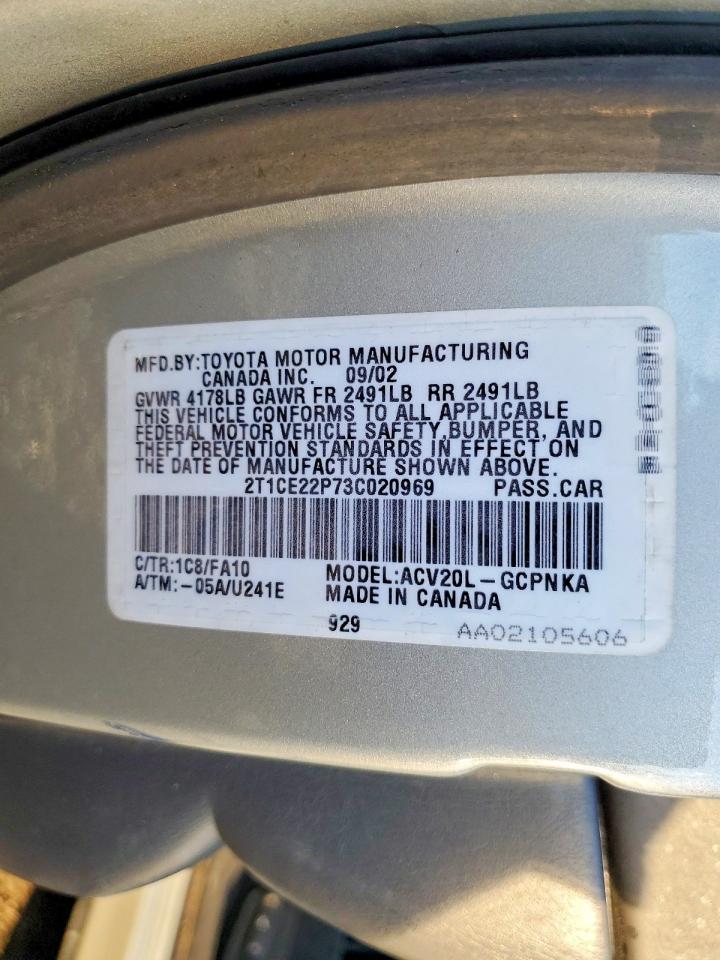 MFD.BY:TOYOTA MOTOR MANUFACTURING
CANADA INC. 09/02
GVWR 4178LB GAWR FR 2491LB RR 2491LB
THIS VEHICLE CONFORMS TO ALL APPLICABLE
FEDERAL MOTOR VEHICLE SAFETY,BUMPER, AND
THEFT PREVENTION STANDARDS IN EFFECT ON
THE DATE OF MANUFACTURE SHOWN ABOVE.
2T1CE22P73C020969 PASS.CAR
C/TR:1C8/FA10
A/TM:-05A/U241E
MODEL:ACV20L-GCPNKA
MADE IN CANADA
929
AA02105606